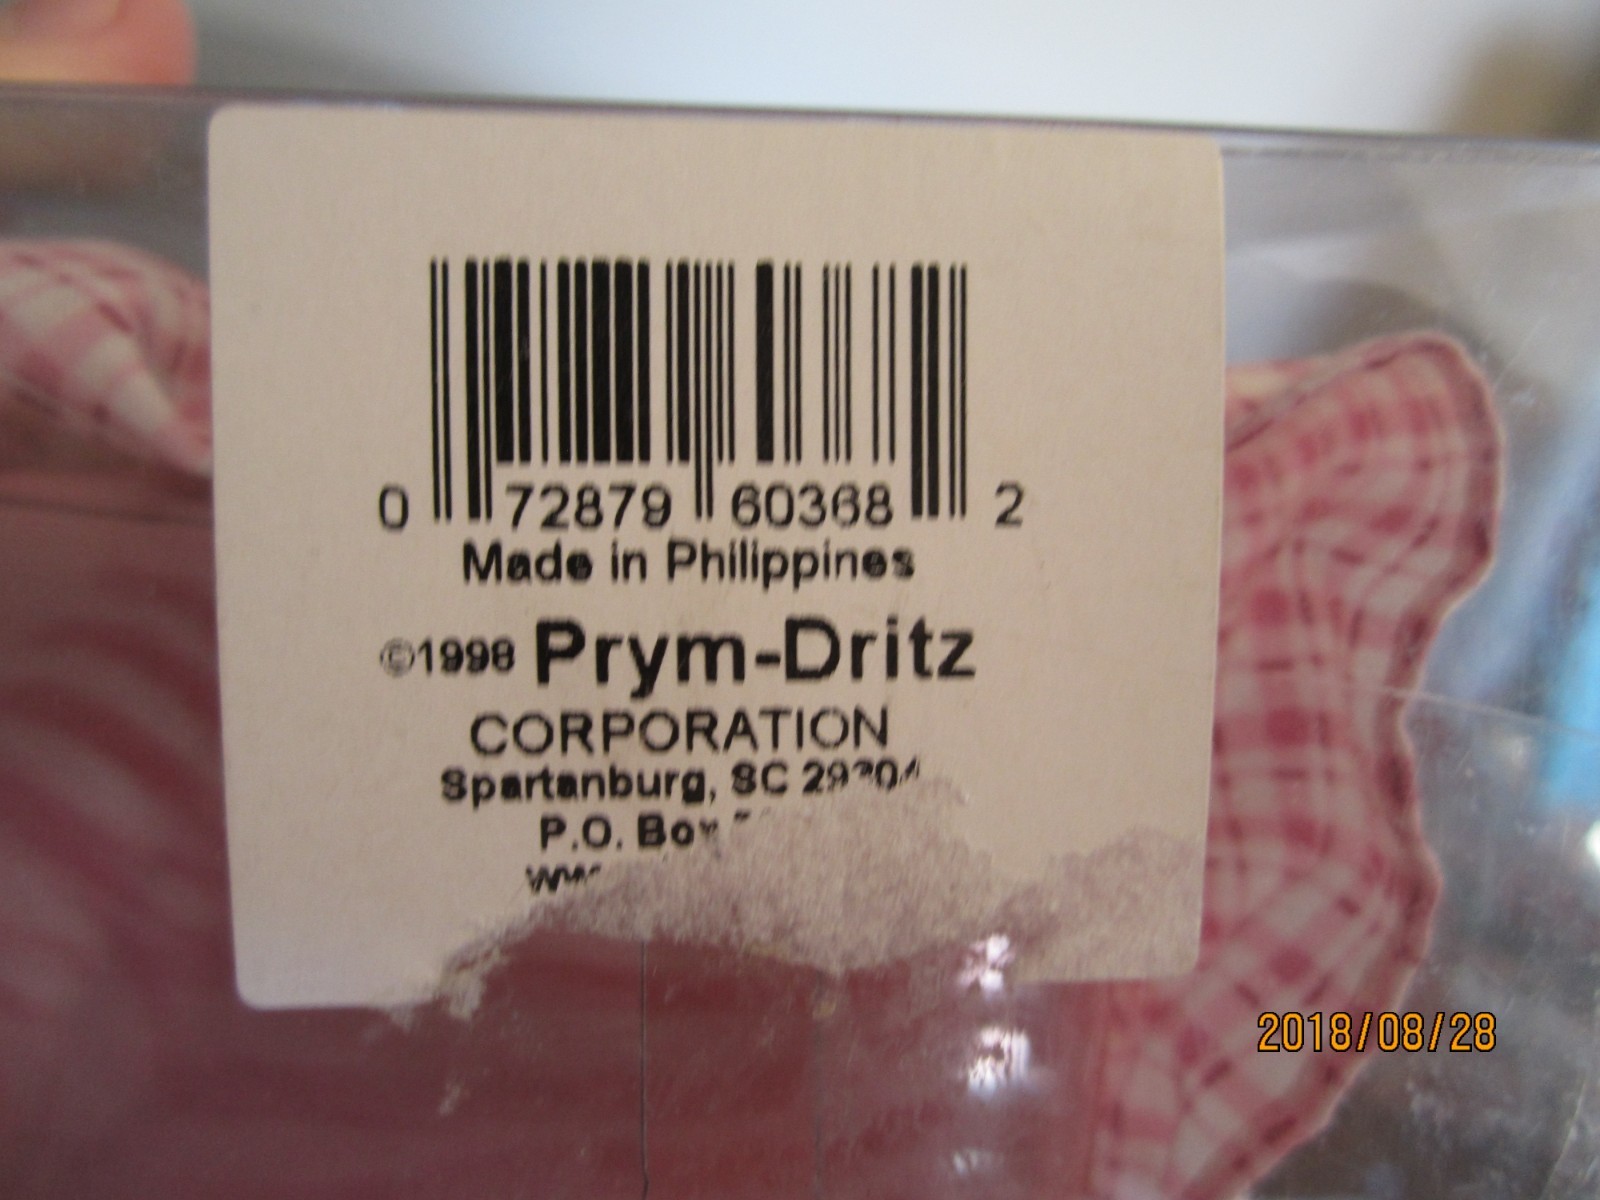 0 72879 60368 2
Made in Philippines
©1998 Prym-Dritz
CORPORATION
Spartanburg, SC
P.O. Box
2018/08/28